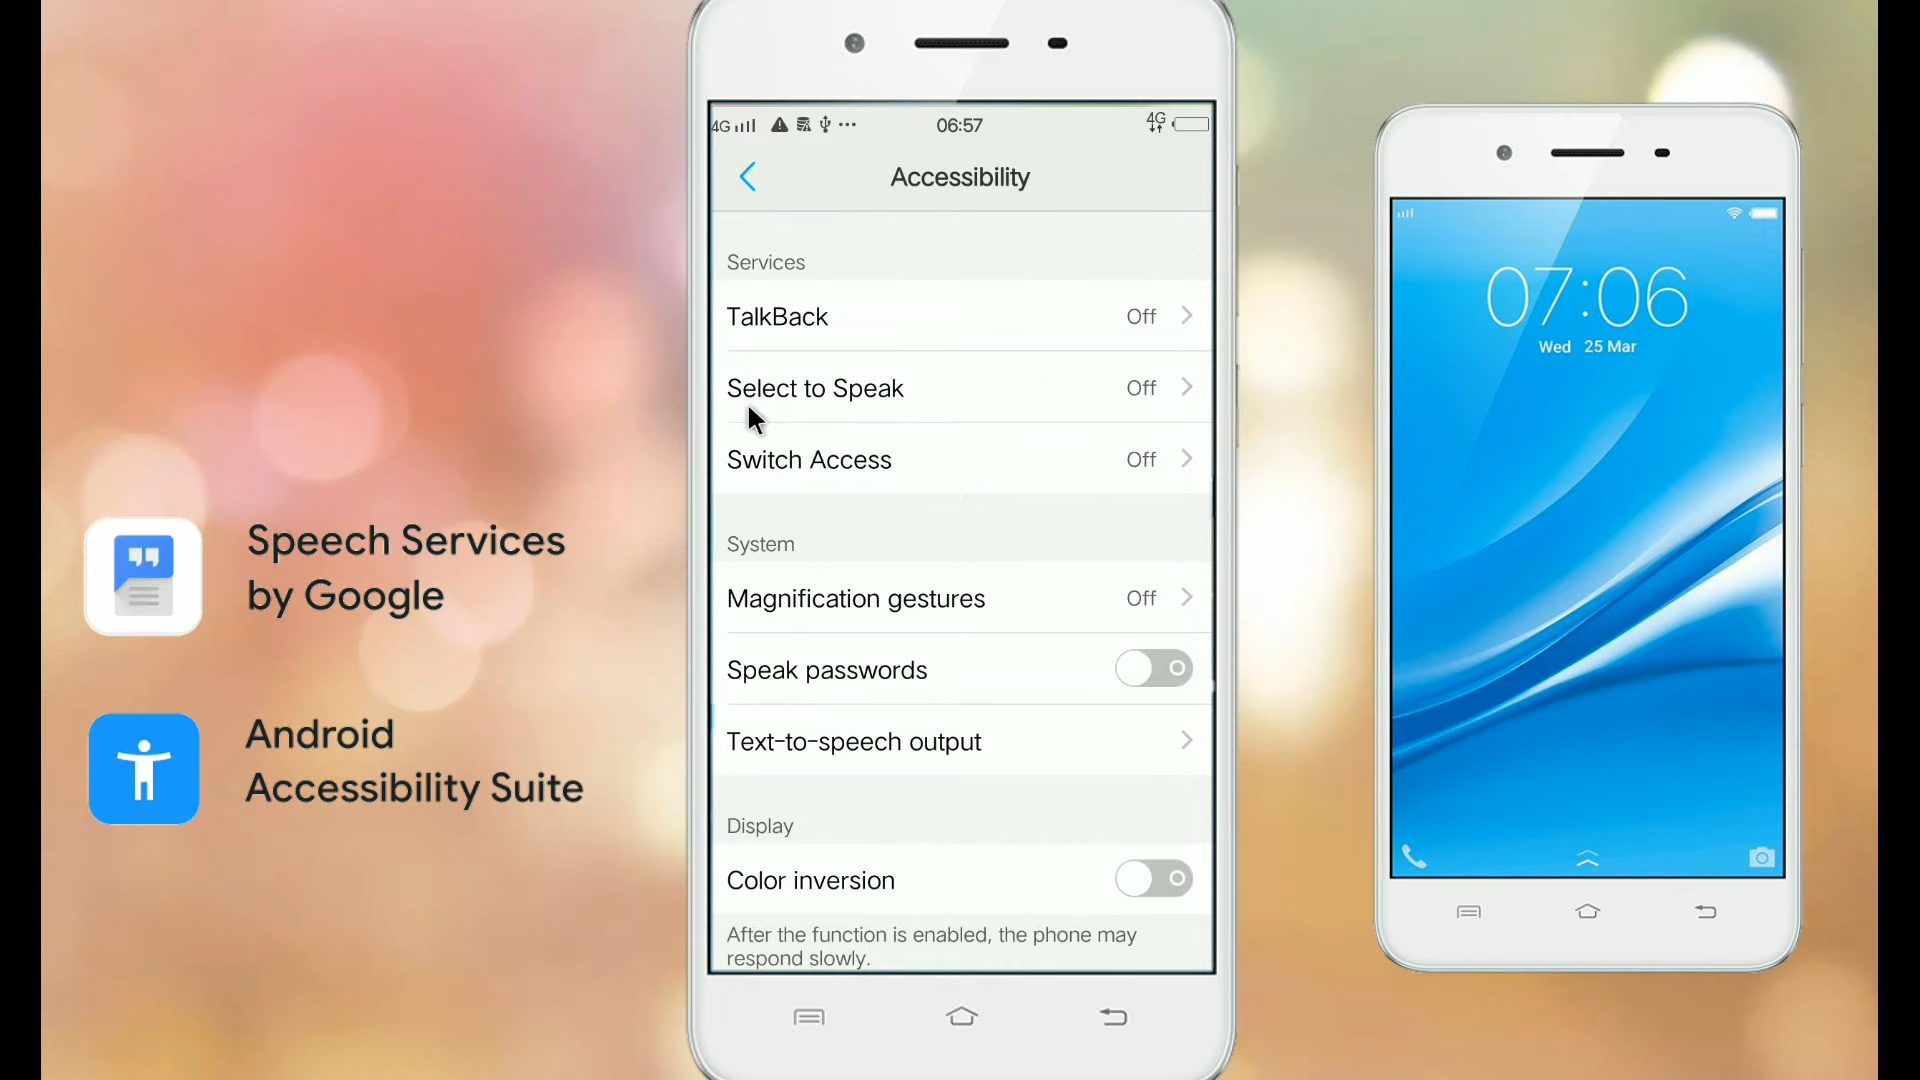 Speech Services
by Google
Android
Accessibility Suite
4G 06:57 4G
Accessibility
Services
TalkBack Off
Select to Speak Off
Switch Access Off
System
Magnification gestures Off
Speak passwords
Text-to-speech output
Display
Color inversion
After the function is enabled, the phone may
respond slowly.
07:06
Wed 25 Mar